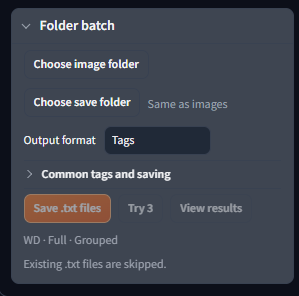 Folder batch
Choose image folder
Choose save folder Same as images
Output format Tags
Common tags and saving
Save .txt files Try 3 View results
WD · Full · Grouped
Existing .txt files are skipped.